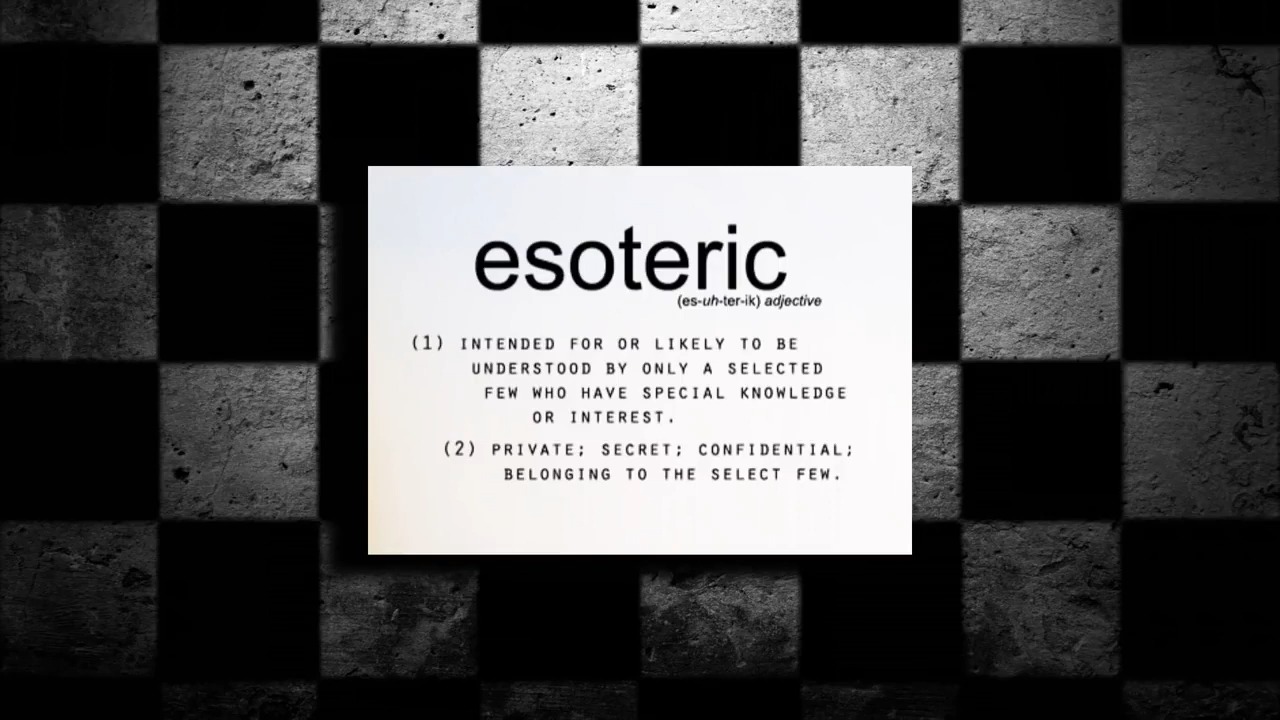 esoteric
(es-uh-ter-ik) adjective
(1) INTENDED FOR OR LIKELY TO BE
UNDERSTOOD BY ONLY A SELECTED
FEW WHO HAVE SPECIAL KNOWLEDGE
OR INTEREST.
(2) PRIVATE; SECRET; CONFIDENTIAL;
BELONGING TO THE SELECT FEW.